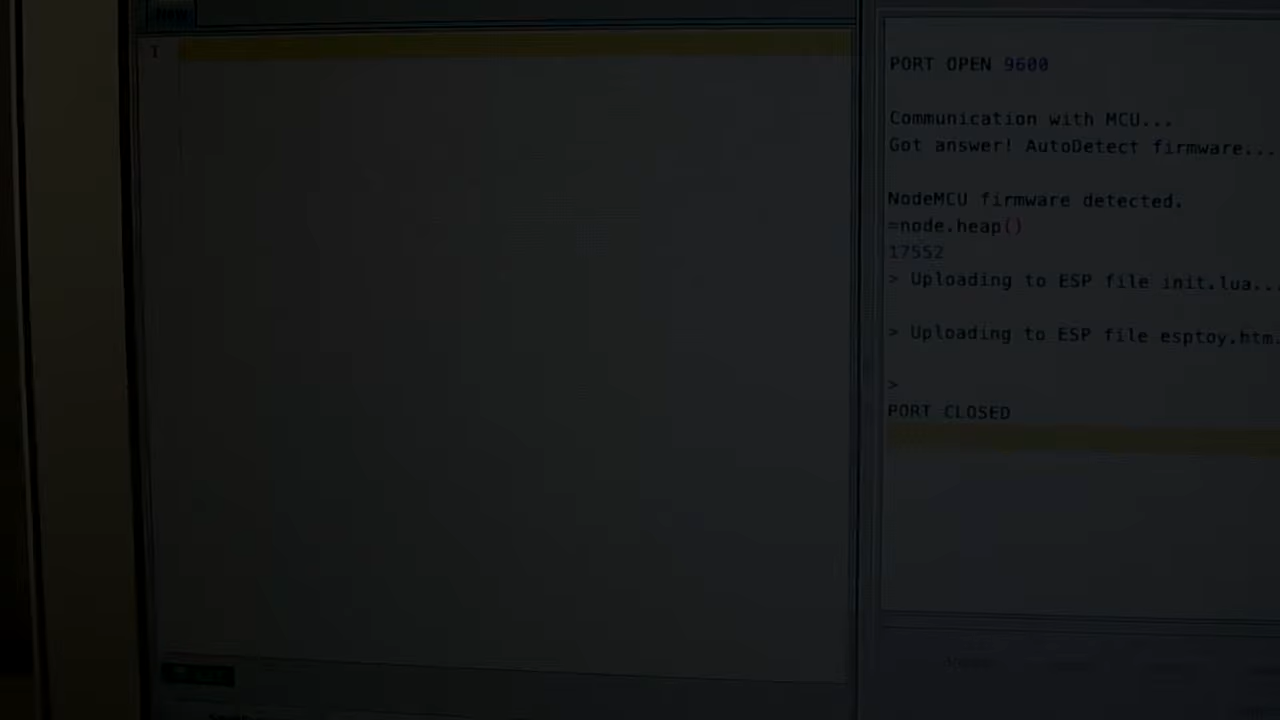 1
PORT OPEN 9600
Communication with MCU...
Got answer! AutoDetect firmware...
NodeMCU firmware detected.
=node.heap()
17552
> Uploading to ESP file init.lua..
> Uploading to ESP file esptoy.htm
>
PORT CLOSED